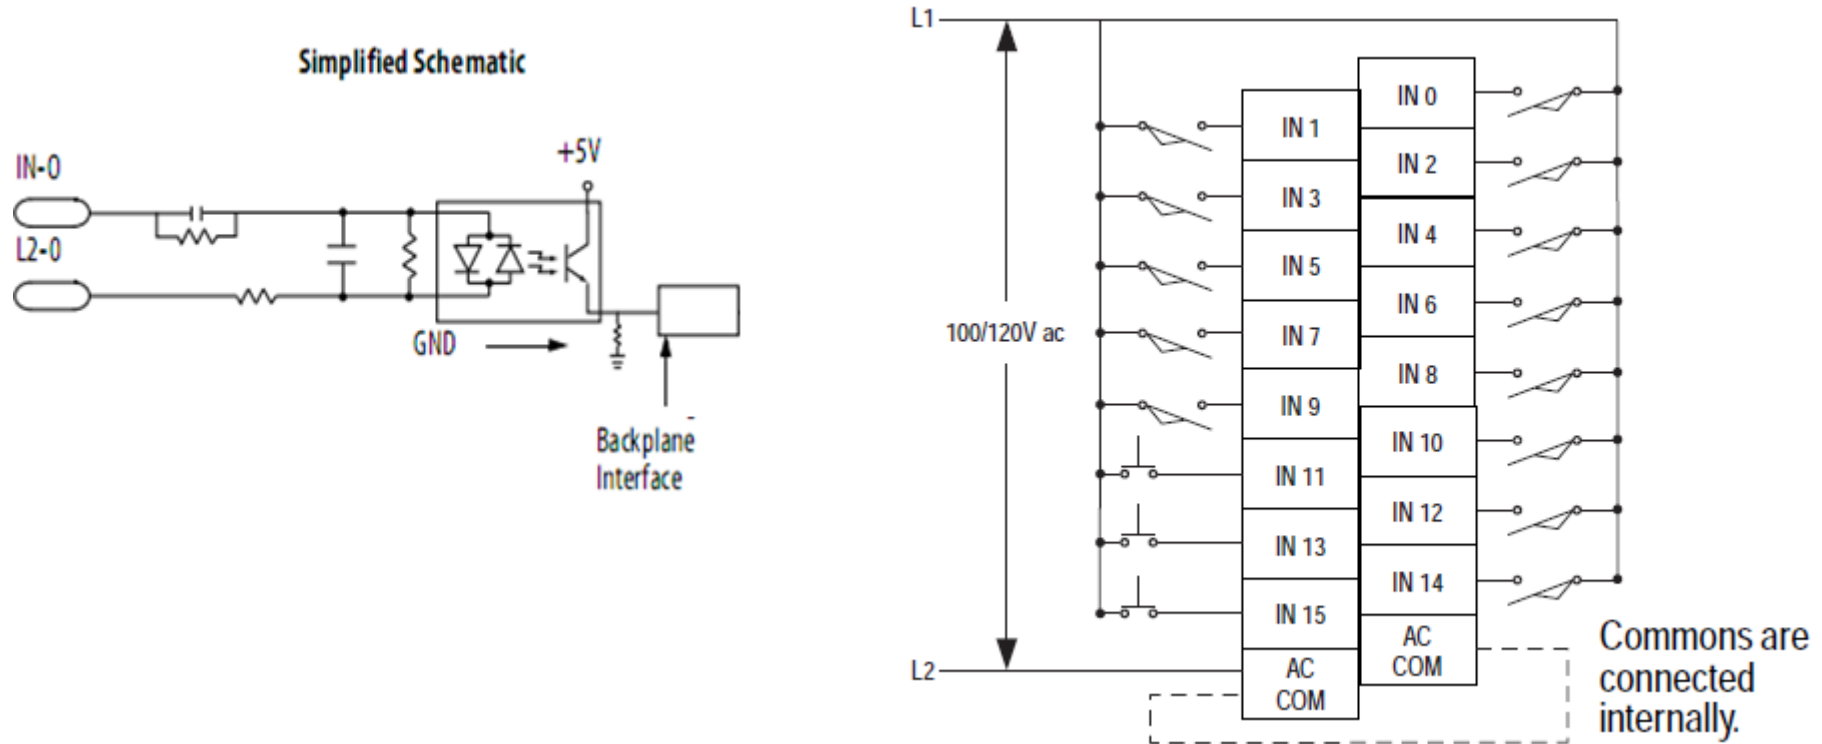 Simplified Schematic
IN-0
L2-0
+5V
GND
Backplane
Interface
L1
100/120V ac
L2
IN 0
IN 1
IN 2
IN 3
IN 4
IN 5
IN 6
IN 7
IN 8
IN 9
IN 10
IN 11
IN 12
IN 13
IN 14
IN 15
AC
COM
AC
COM
Commons are
connected
internally.